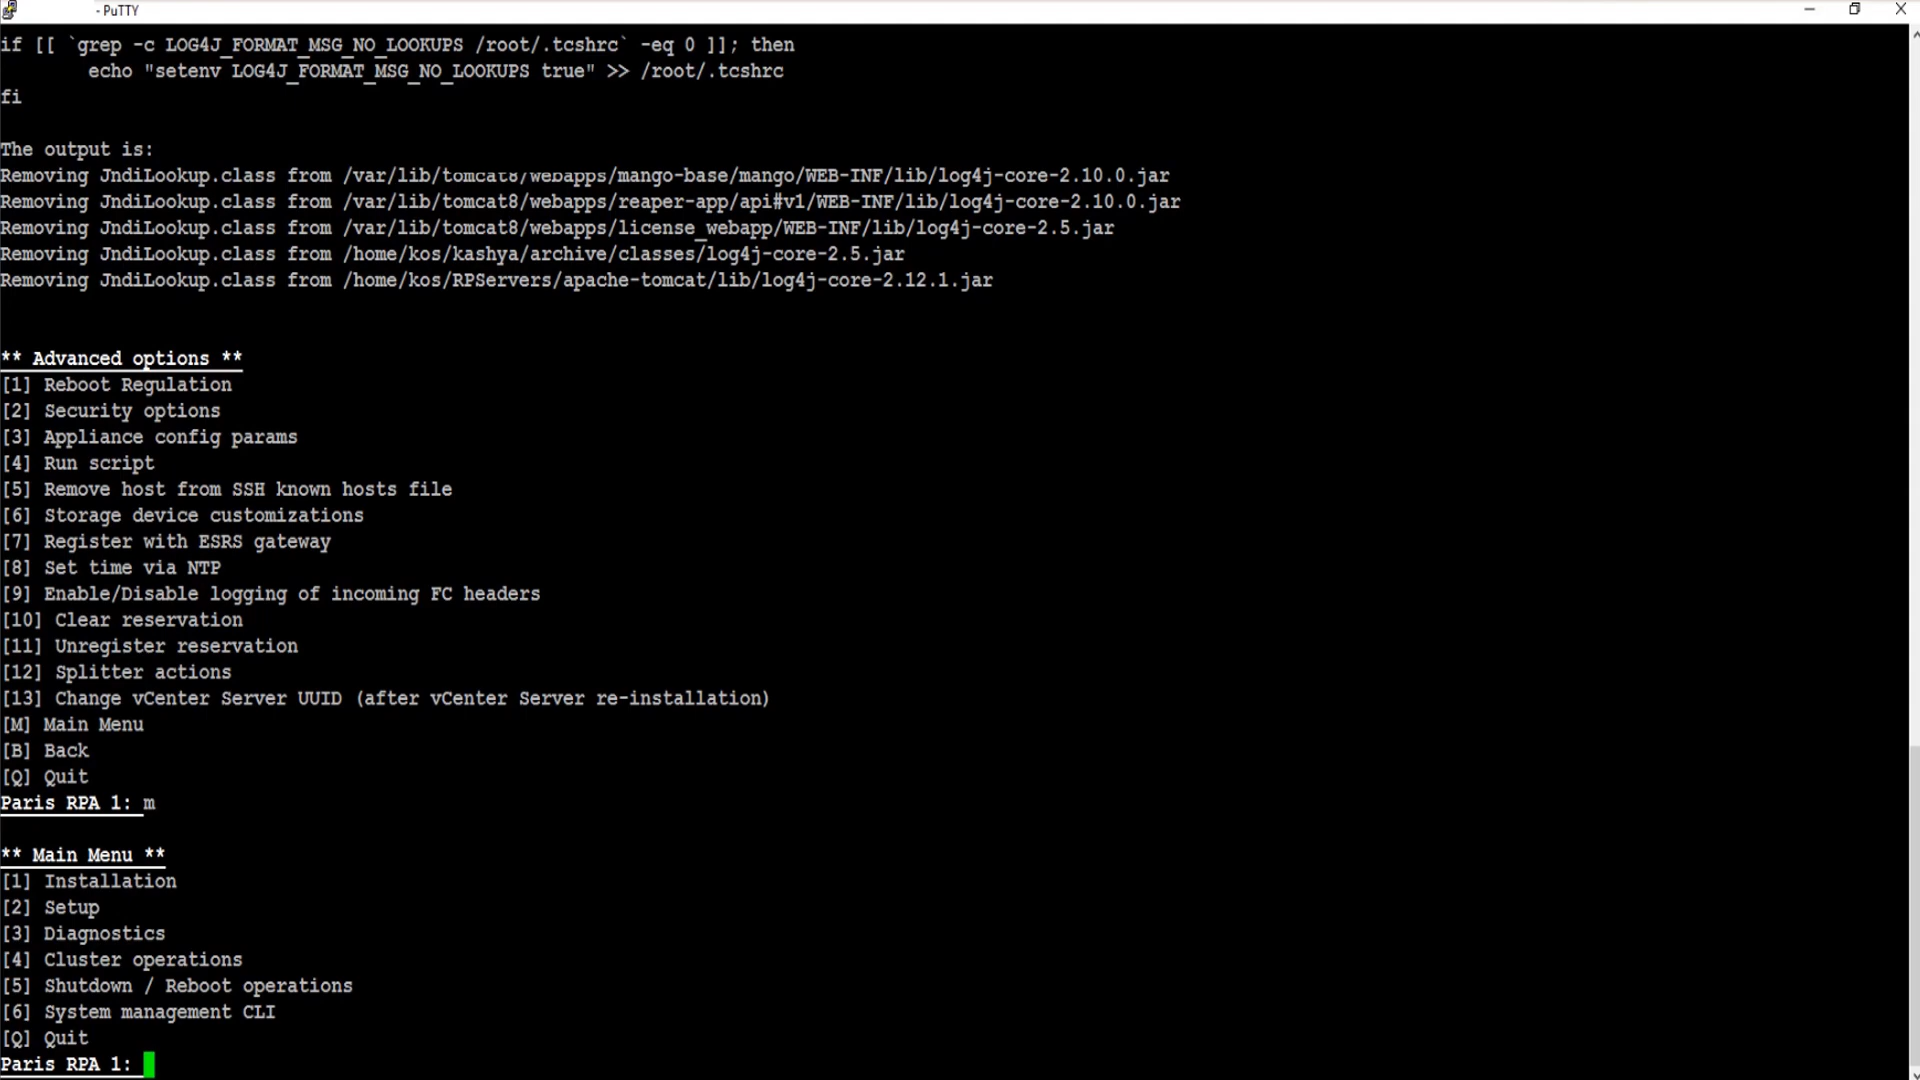 - PuTTY
if [[ `grep -c LOG4J_FORMAT_MSG_NO_LOOKUPS /root/.tcshrc` -eq 0 ]]; then
echo "setenv LOG4J_FORMAT_MSG_NO_LOOKUPS true" >> /root/.tcshrc
fi
The output is:
Removing JndiLookup.class from /var/lib/tomcat8/webapps/mango-base/mango/WEB-INF/lib/log4j-core-2.10.0.jar
Removing JndiLookup.class from /var/lib/tomcat8/webapps/reaper-app/api#v1/WEB-INF/lib/log4j-core-2.10.0.jar
Removing JndiLookup.class from /var/lib/tomcat8/webapps/license_webapp/WEB-INF/lib/log4j-core-2.5.jar
Removing JndiLookup.class from /home/kos/kashya/archive/classes/log4j-core-2.5.jar
Removing JndiLookup.class from /home/kos/RPServers/apache-tomcat/lib/log4j-core-2.12.1.jar
** Advanced options **
[1] Reboot Regulation
[2] Security options
[3] Appliance config params
[4] Run script
[5] Remove host from SSH known hosts file
[6] Storage device customizations
[7] Register with ESRS gateway
[8] Set time via NTP
[9] Enable/Disable logging of incoming FC headers
[10] Clear reservation
[11] Unregister reservation
[12] Splitter actions
[13] Change vCenter Server UUID (after vCenter Server re-installation)
[M] Main Menu
[B] Back
[Q] Quit
Paris RPA 1: m
** Main Menu **
[1] Installation
[2] Setup
[3] Diagnostics
[4] Cluster operations
[5] Shutdown / Reboot operations
[6] System management CLI
[Q] Quit
Paris RPA 1: